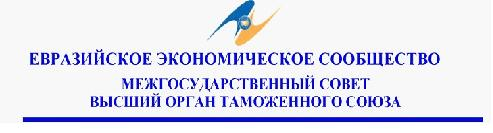 ЕВРАЗИЙСКОЕ ЭКОНОМИЧЕСКОЕ СООБЩЕСТВО
МЕЖГОСУДАРСТВЕННЫЙ СОВЕТ
ВЫСШИЙ ОРГАН ТАМОЖЕННОГО СОЮЗА